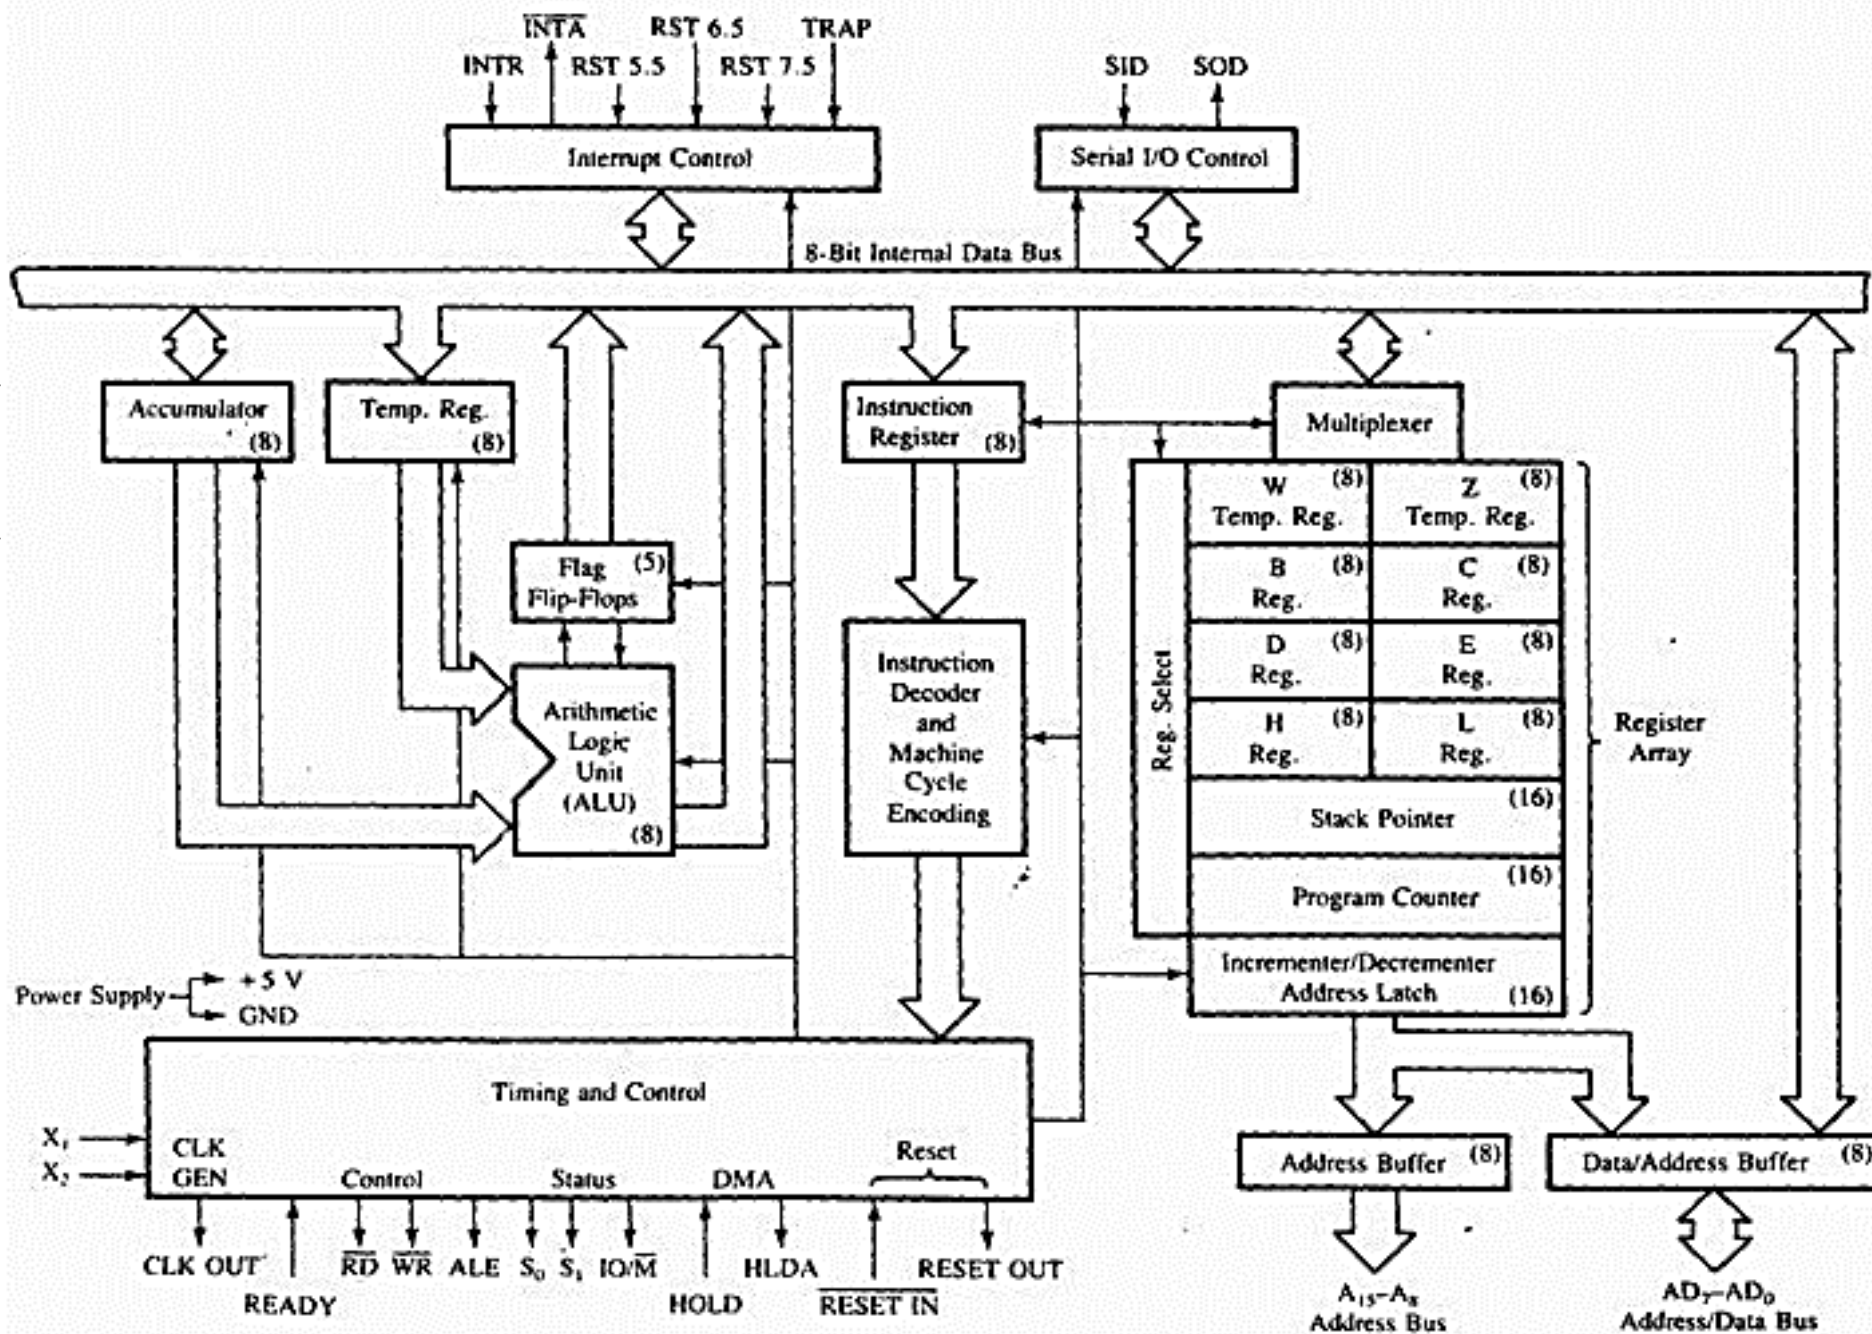 INTA RST 6.5 TRAP
INTR RST 5.5 RST 7.5 SID SOD
Interrupt Control Serial I/O Control
8-Bit Internal Data Bus
Accumulator
(8)
Temp. Reg.
(8)
Instruction
Register (8)
Multiplexer
Flag (5)
Flip-Flops
Arithmetic
Logic
Unit
(ALU)
(8)
Instruction
Decoder
and
Machine
Cycle
Encoding
Reg. Select
W (8)
Temp. Reg.
Z (8)
Temp. Reg.
B (8)
Reg.
C (8)
Reg.
D (8)
Reg.
E (8)
Reg.
H (8)
Reg.
L (8)
Reg.
(16)
Stack Pointer
(16)
Program Counter
Incrementer/Decrementer
Address Latch (16)
Register
Array
Power Supply
+5 V
GND
Timing and Control
X₁
X₂
CLK
GEN
Control
Status
DMA
Reset
CLK OUT
READY
RD
WR
ALE
S₀
S₁
IO/M
HOLD
HLDA
RESET IN
RESET OUT
Address Buffer (8)
Data/Address Buffer (8)
A₁₅–A₈
Address Bus
AD₇–AD₀
Address/Data Bus